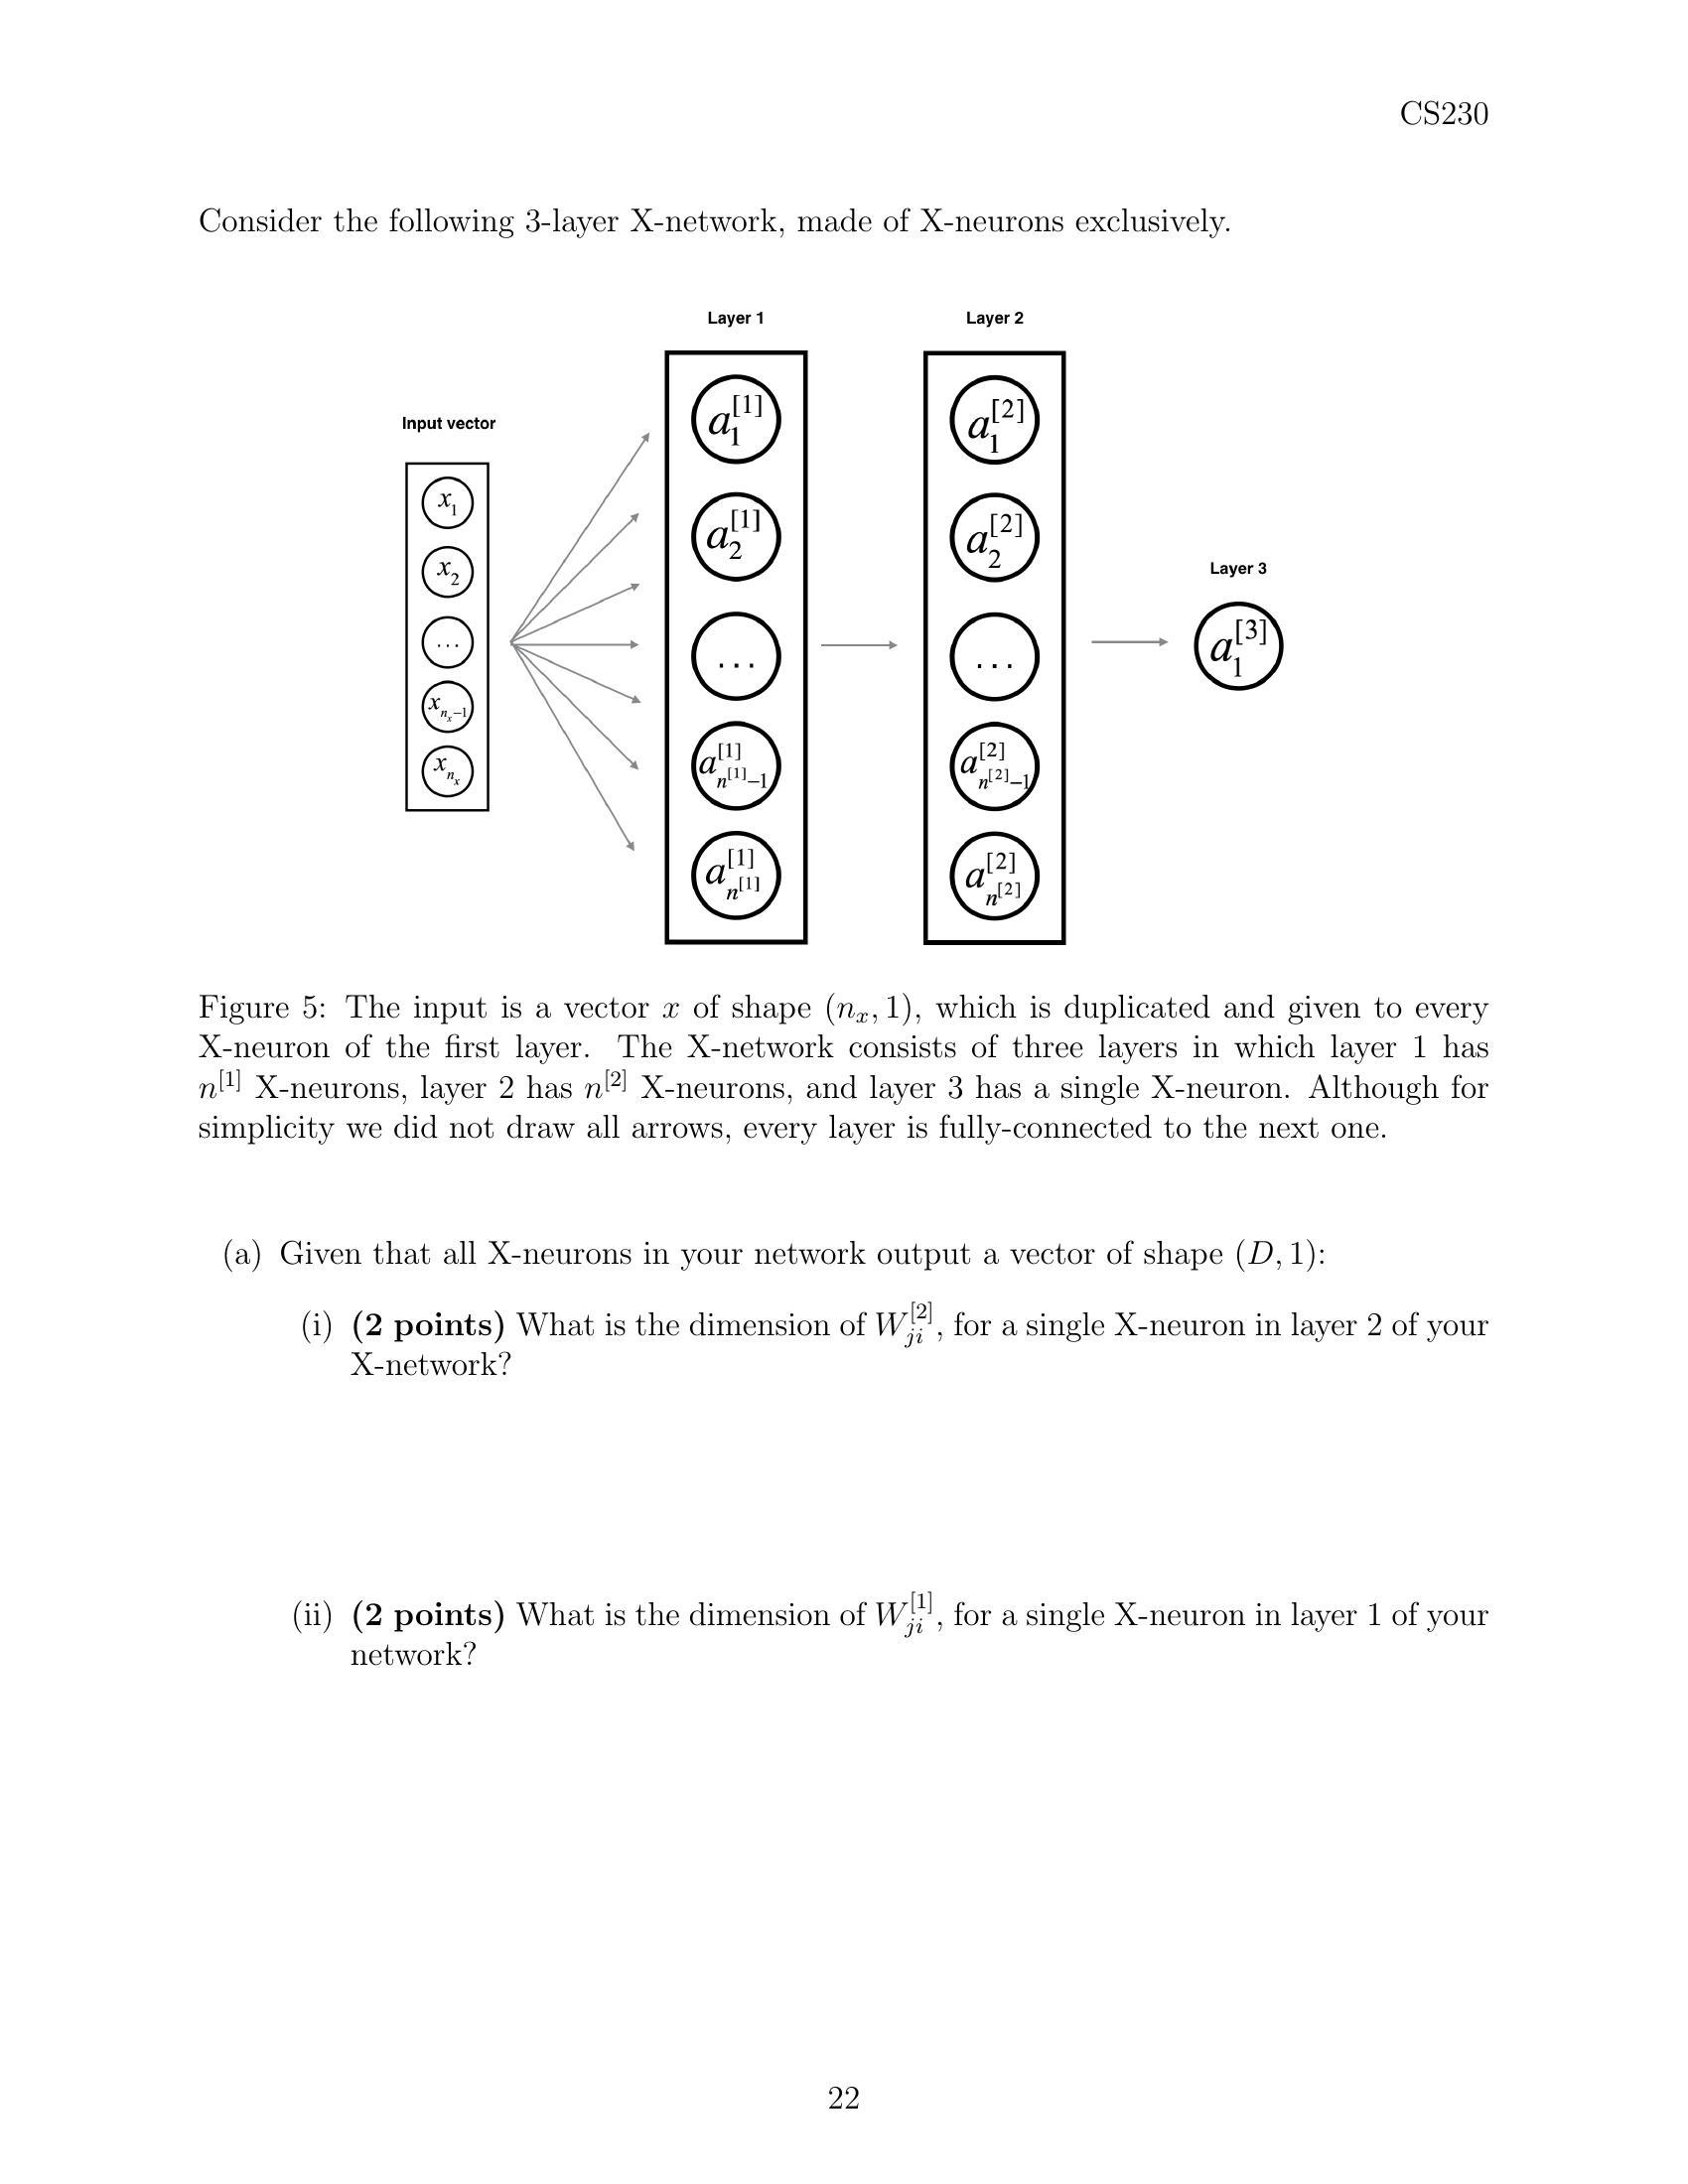 CS230
Consider the following 3-layer X-network, made of X-neurons exclusively.
Layer 1
Layer 2
Input vector
Layer 3
x_1
x_2
...
x_{n_x-1}
x_{n_x}
a_1^{[1]}
a_2^{[1]}
...
a_{n^{[1]}-1}^{[1]}
a_{n^{[1]}}^{[1]}
a_1^{[2]}
a_2^{[2]}
...
a_{n^{[2]}-1}^{[2]}
a_{n^{[2]}}^{[2]}
a_1^{[3]}
Figure 5: The input is a vector x of shape (n_x, 1), which is duplicated and given to every
X-neuron of the first layer. The X-network consists of three layers in which layer 1 has
n^{[1]} X-neurons, layer 2 has n^{[2]} X-neurons, and layer 3 has a single X-neuron. Although for
simplicity we did not draw all arrows, every layer is fully-connected to the next one.
(a) Given that all X-neurons in your network output a vector of shape (D, 1):
(i) (2 points) What is the dimension of W_{ji}^{[2]}, for a single X-neuron in layer 2 of your
X-network?
(ii) (2 points) What is the dimension of W_{ji}^{[1]}, for a single X-neuron in layer 1 of your
network?
22